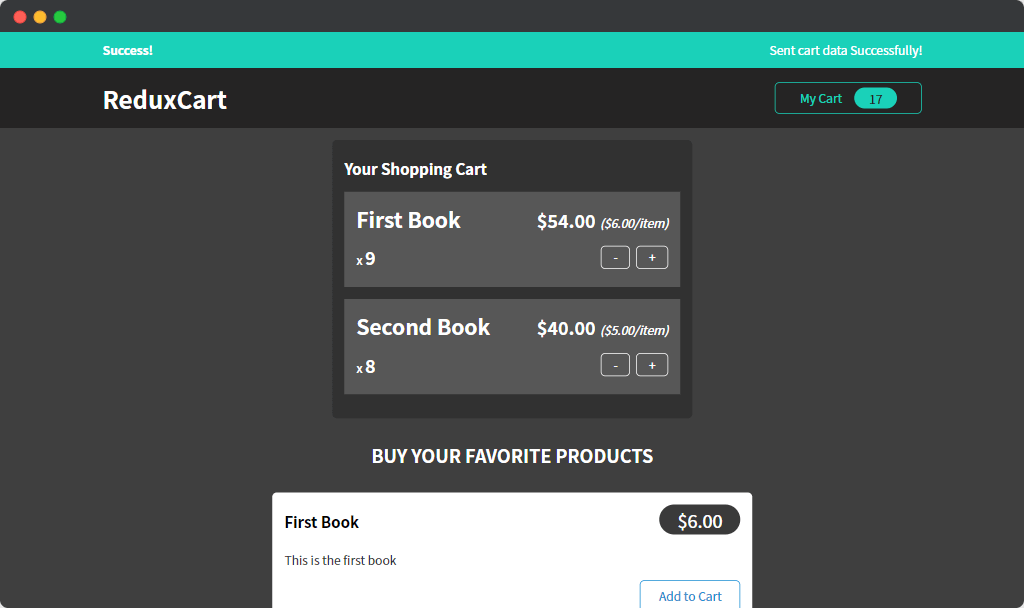 Success! Sent cart data Successfully!
ReduxCart My Cart 17
Your Shopping Cart
First Book $54.00 ($6.00/item)
x 9 - +
Second Book $40.00 ($5.00/item)
x 8 - +
BUY YOUR FAVORITE PRODUCTS
First Book $6.00
This is the first book
Add to Cart